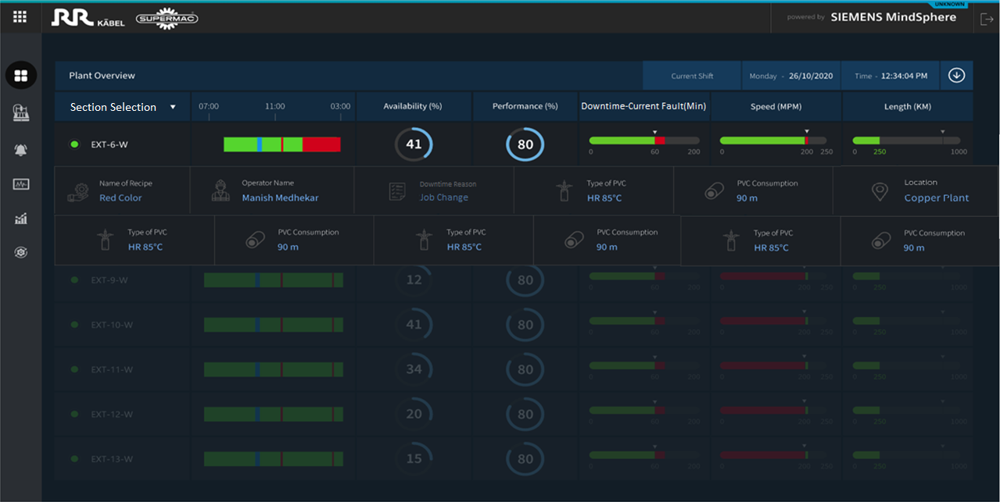 UNKNOWN
RR KÄBEL SUPERMAC powered by SIEMENS MindSphere
Plant Overview Current Shift Monday - 26/10/2020 Time - 12:34:04 PM
Section Selection 07:00 11:00 03:00 Availability (%) Performance (%) Downtime-Current Fault(Min) Speed (MPM) Length (KM)
EXT-6-W 41 80 0 60 200 0 200 250 0 250 1000
Name of Recipe Operator Name Downtime Reason Type of PVC PVC Consumption Location
Red Color Manish Medhekar Job Change HR 85°C 90 m Copper Plant
Type of PVC PVC Consumption Type of PVC PVC Consumption Type of PVC PVC Consumption
HR 85°C 90 m HR 85°C 90 m HR 85°C 90 m
EXT-9-W 12 80 0 60 200 0 200 250 0 250 1000
EXT-10-W 41 80 0 60 200 0 200 250 0 250 1000
EXT-11-W 34 80 0 60 200 0 200 250 0 250 1000
EXT-12-W 20 80 0 60 200 0 200 250 0 250 1000
EXT-13-W 15 80 0 60 200 0 200 250 0 250 1000